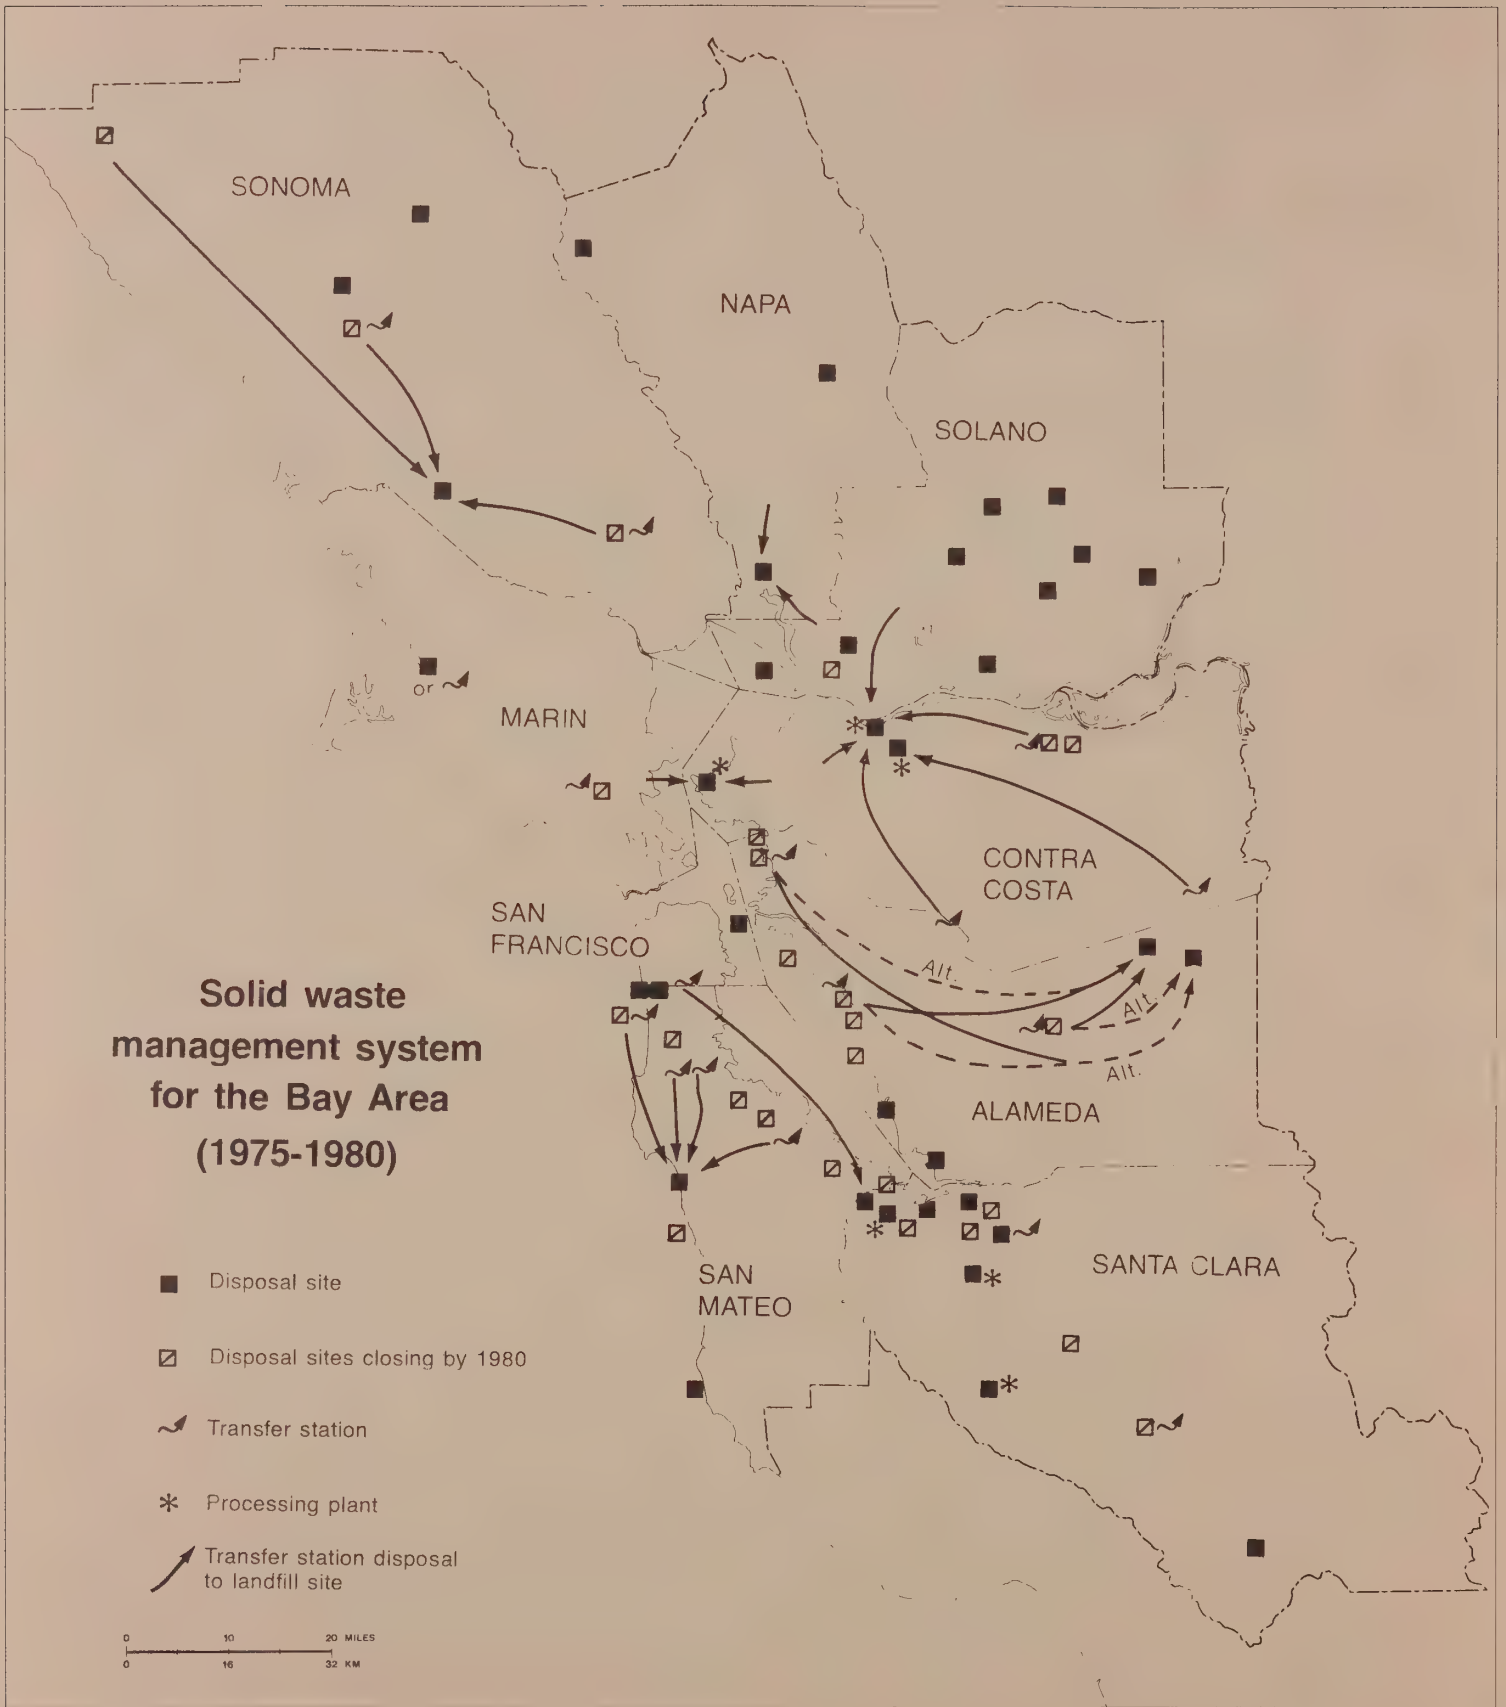 SONOMA
NAPA
SOLANO
or
MARIN
CONTRA
COSTA
SAN
FRANCISCO
Alt.
Alt.
Alt.
Solid waste
management system
for the Bay Area
(1975-1980)
ALAMEDA
SANTA CLARA
SAN
MATEO
Disposal site
Disposal sites closing by 1980
Transfer station
Processing plant
Transfer station disposal
to landfill site
0 10 20 MILES
0 16 32 KM